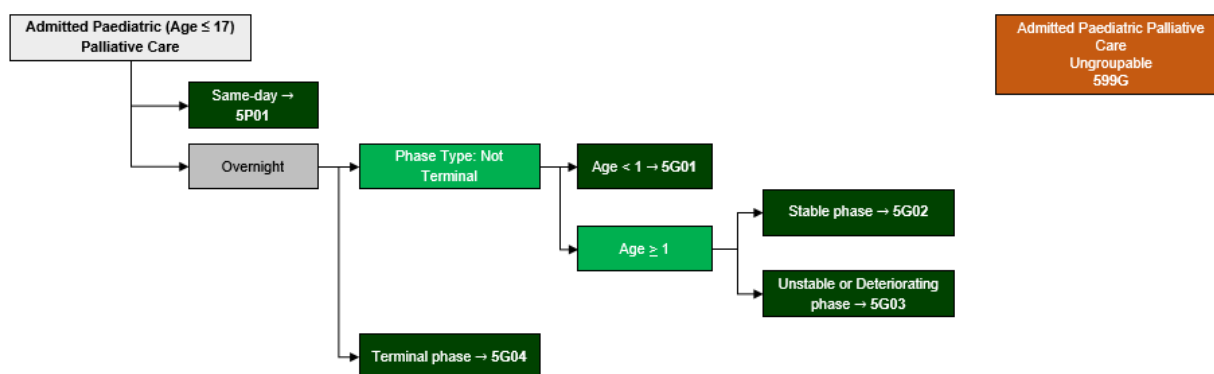 Admitted Paediatric (Age ≤ 17)
Palliative Care
Admitted Paediatric Palliative
Care
Ungroupable
599G
Same-day →
5P01
Overnight
Phase Type: Not
Terminal
Age < 1 → 5G01
Stable phase → 5G02
Age ≥ 1
Unstable or Deteriorating
phase → 5G03
Terminal phase → 5G04